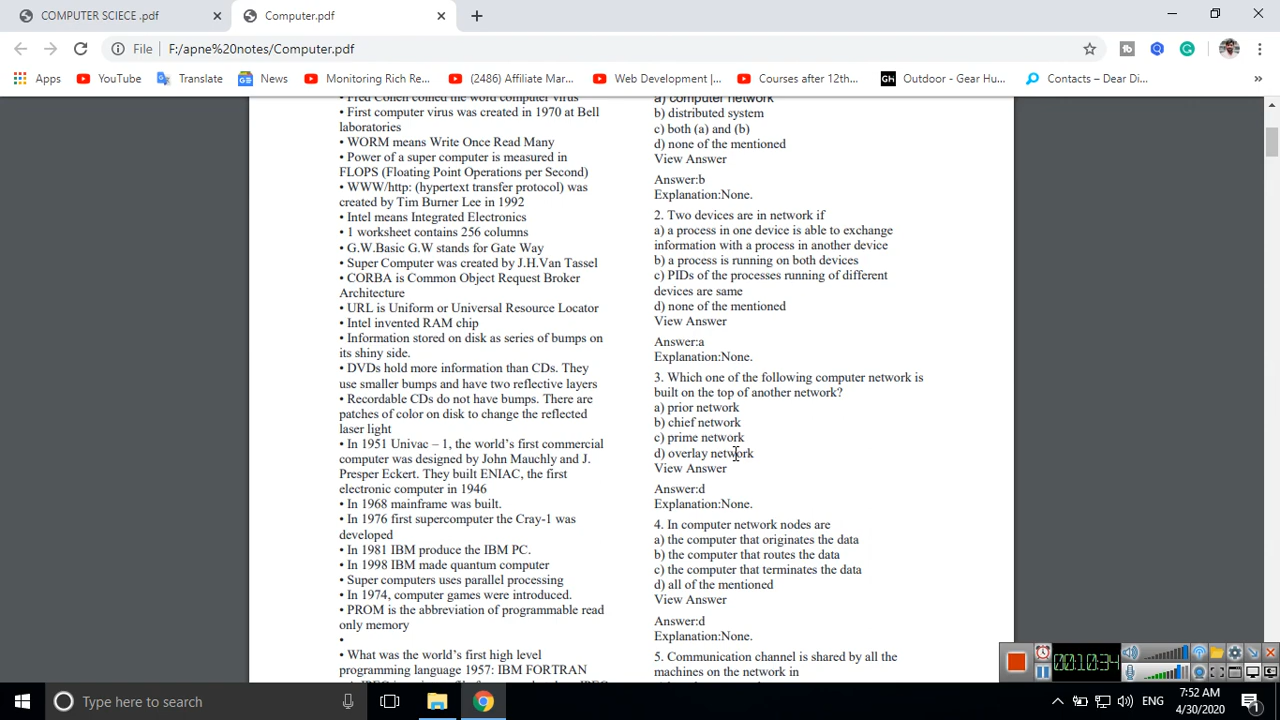 COMPUTER SCIECE .pdf
Computer.pdf
File
F:/apne%20notes/Computer.pdf
Apps
YouTube
Translate
News
Monitoring Rich Re...
(2486) Affiliate Mar...
Web Development |...
Courses after 12th...
GH
Outdoor - Gear Hu...
Contacts – Dear Di...
»
• Fred Cohen coined the word computer virus
• First computer virus was created in 1970 at Bell
laboratories
• WORM means Write Once Read Many
• Power of a super computer is measured in
FLOPS (Floating Point Operations per Second)
• WWW/http: (hypertext transfer protocol) was
created by Tim Burner Lee in 1992
• Intel means Integrated Electronics
• 1 worksheet contains 256 columns
• G.W.Basic G.W stands for Gate Way
• Super Computer was created by J.H.Van Tassel
• CORBA is Common Object Request Broker
Architecture
• URL is Uniform or Universal Resource Locator
• Intel invented RAM chip
• Information stored on disk as series of bumps on
its shiny side.
• DVDs hold more information than CDs. They
use smaller bumps and have two reflective layers
• Recordable CDs do not have bumps. There are
patches of color on disk to change the reflected
laser light
• In 1951 Univac – 1, the world's first commercial
computer was designed by John Mauchly and J.
Presper Eckert. They built ENIAC, the first
electronic computer in 1946
• In 1968 mainframe was built.
• In 1976 first supercomputer the Cray-1 was
developed
• In 1981 IBM produce the IBM PC.
• In 1998 IBM made quantum computer
• Super computers uses parallel processing
• In 1974, computer games were introduced.
• PROM is the abbreviation of programmable read
only memory
•
• What was the world's first high level
programming language 1957: IBM FORTRAN
a) computer network
b) distributed system
c) both (a) and (b)
d) none of the mentioned
View Answer
Answer:b
Explanation:None.
2. Two devices are in network if
a) a process in one device is able to exchange
information with a process in another device
b) a process is running on both devices
c) PIDs of the processes running of different
devices are same
d) none of the mentioned
View Answer
Answer:a
Explanation:None.
3. Which one of the following computer network is
built on the top of another network?
a) prior network
b) chief network
c) prime network
d) overlay network
View Answer
Answer:d
Explanation:None.
4. In computer network nodes are
a) the computer that originates the data
b) the computer that routes the data
c) the computer that terminates the data
d) all of the mentioned
View Answer
Answer:d
Explanation:None.
5. Communication channel is shared by all the
machines on the network in
00:10:34
Type here to search
ENG
7:52 AM
4/30/2020